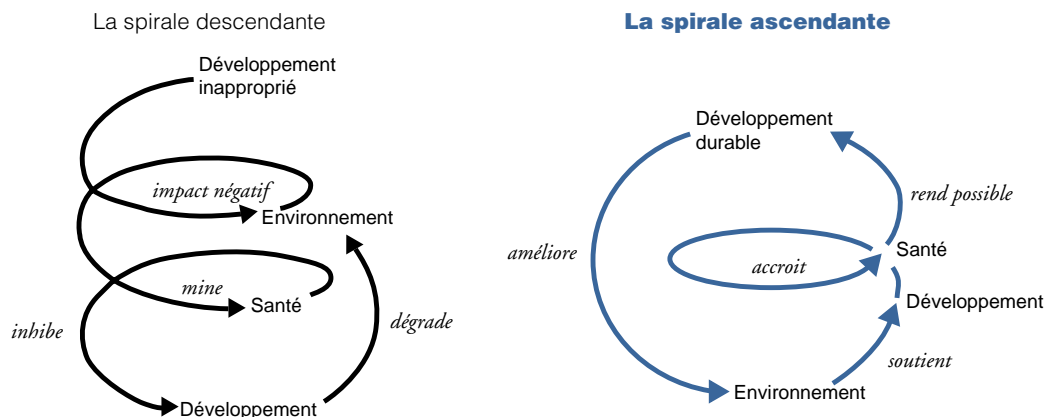 La spirale descendante
Développement
inapproprié
impact négatif
Environnement
mine
Santé
inhibe
dégrade
Développement
La spirale ascendante
Développement
durable
rend possible
améliore
Santé
accroit
Développement
soutient
Environnement